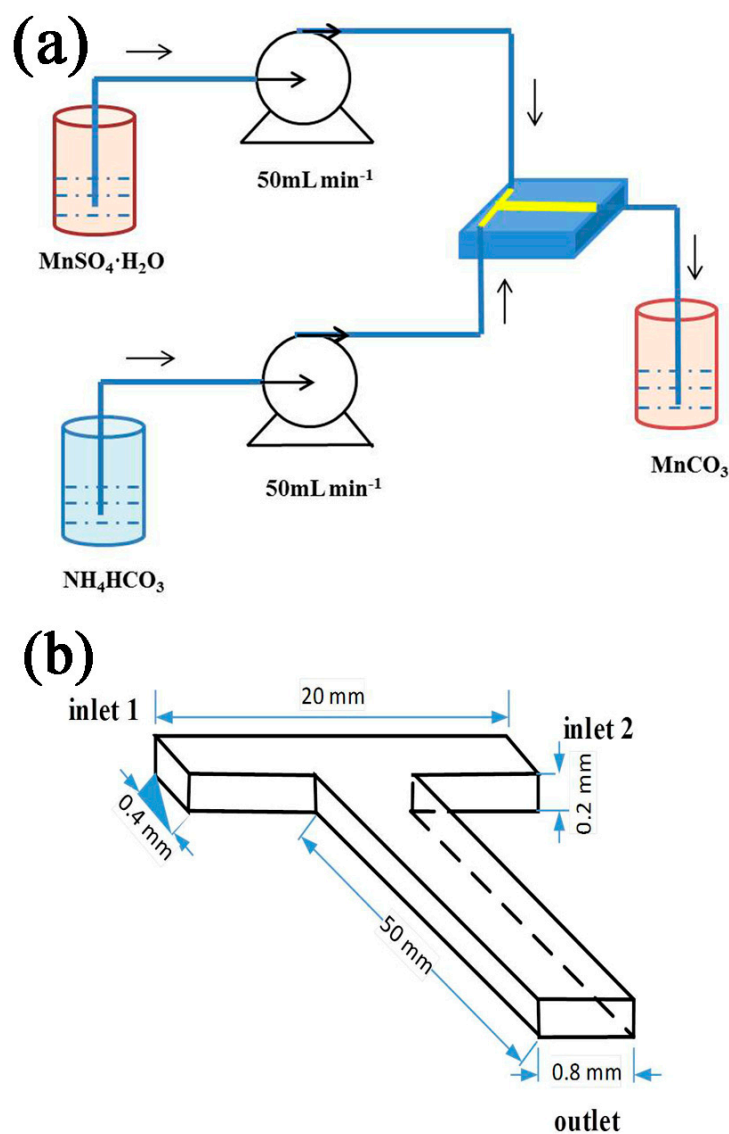 (a)
50mL min⁻¹
MnSO₄·H₂O
50mL min⁻¹
MnCO₃
NH₄HCO₃
(b)
20 mm
inlet 1
inlet 2
0.2 mm
0.4 mm
50 mm
0.8 mm
outlet